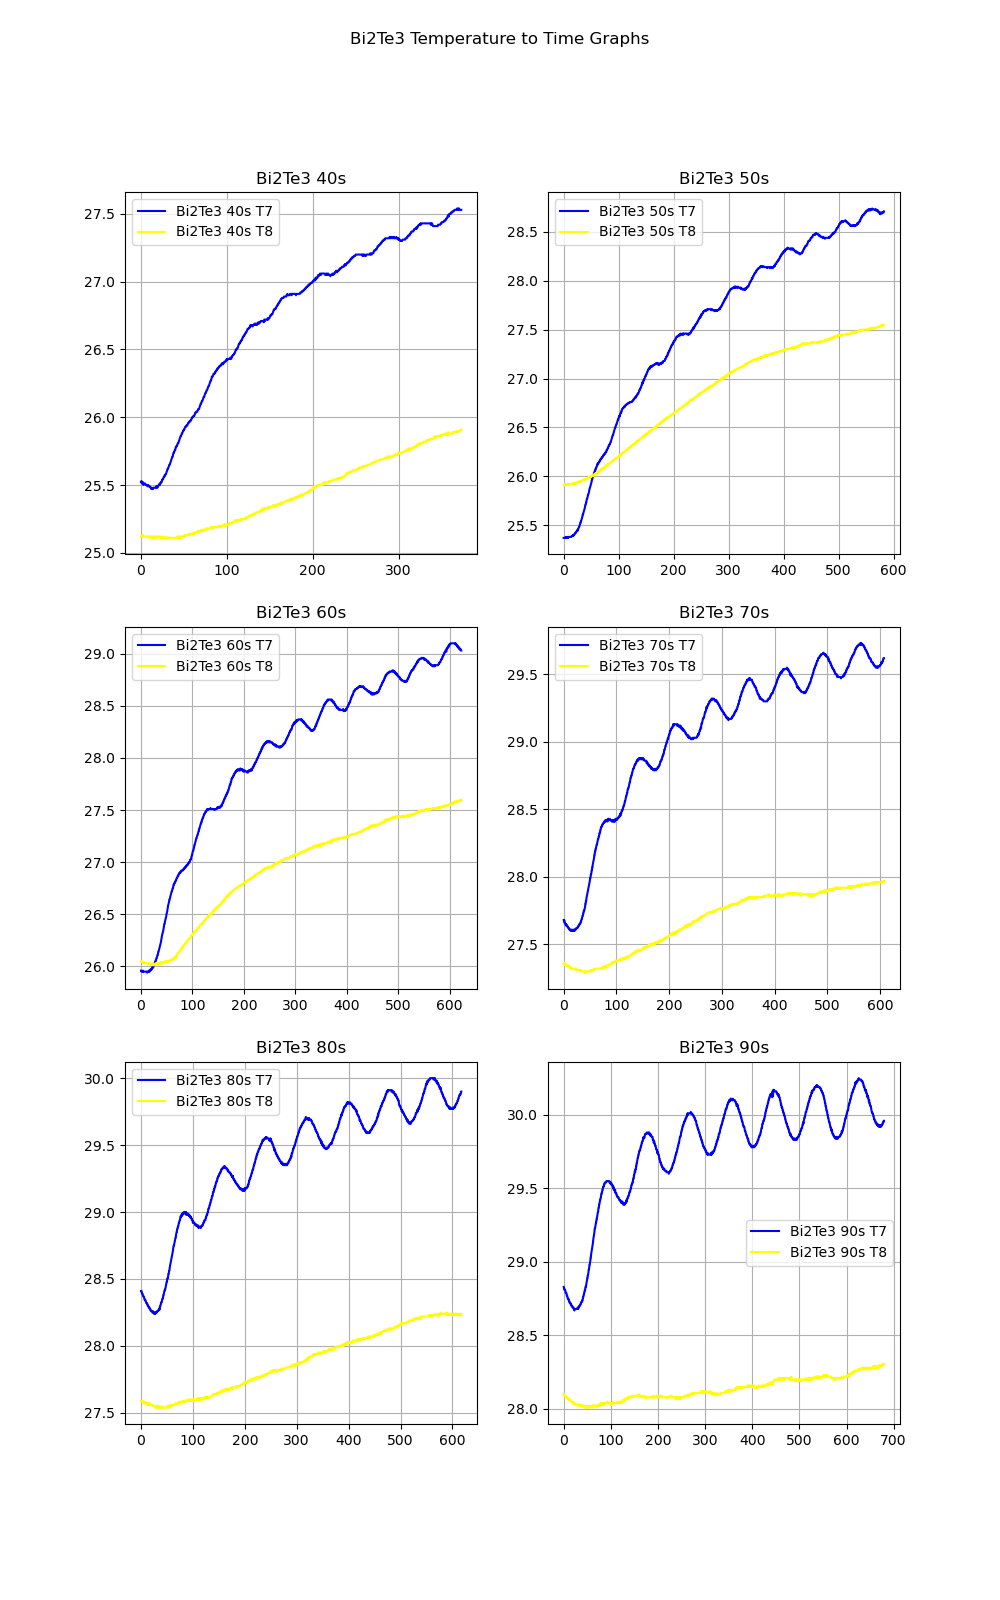 Bi2Te3 Temperature to Time Graphs
Bi2Te3 40s
Bi2Te3 40s T7
Bi2Te3 40s T8
27.5
27.0
26.5
26.0
25.5
25.0
0 100 200 300
Bi2Te3 50s
Bi2Te3 50s T7
Bi2Te3 50s T8
28.5
28.0
27.5
27.0
26.5
26.0
25.5
0 100 200 300 400 500 600
Bi2Te3 60s
Bi2Te3 60s T7
Bi2Te3 60s T8
29.0
28.5
28.0
27.5
27.0
26.5
26.0
0 100 200 300 400 500 600
Bi2Te3 70s
Bi2Te3 70s T7
Bi2Te3 70s T8
29.5
29.0
28.5
28.0
27.5
0 100 200 300 400 500 600
Bi2Te3 80s
Bi2Te3 80s T7
Bi2Te3 80s T8
30.0
29.5
29.0
28.5
28.0
27.5
0 100 200 300 400 500 600
Bi2Te3 90s
30.0
29.5
Bi2Te3 90s T7
Bi2Te3 90s T8
29.0
28.5
28.0
0 100 200 300 400 500 600 700